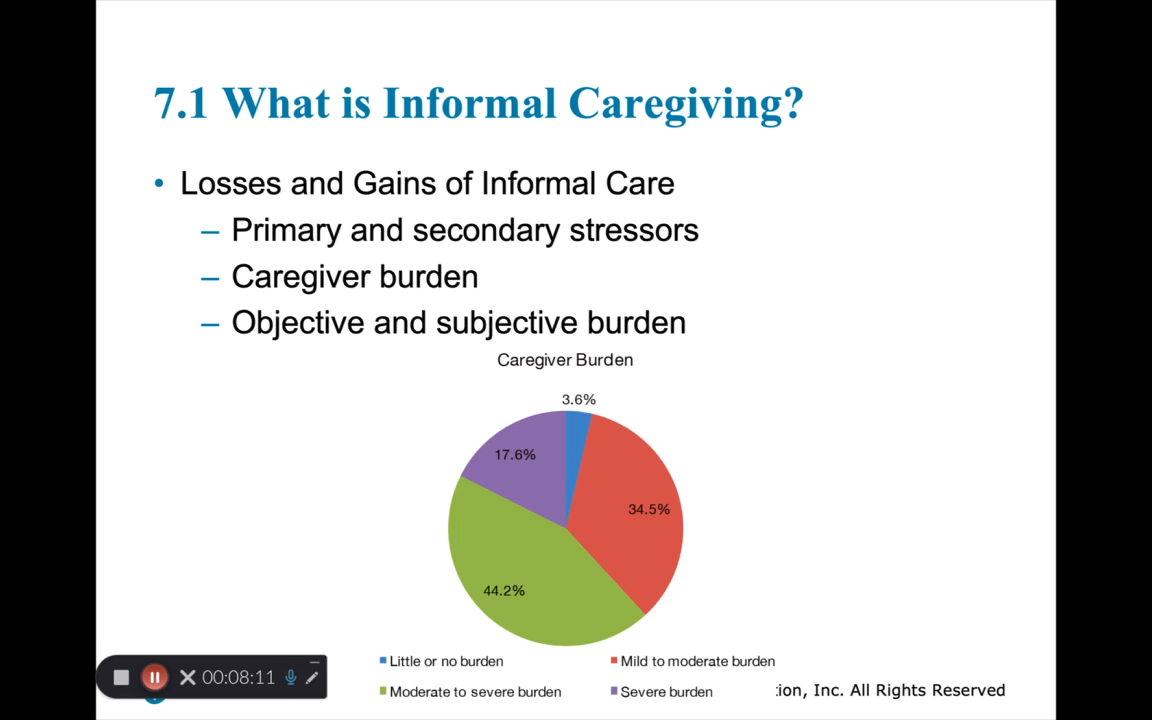 7.1 What is Informal Caregiving?
• Losses and Gains of Informal Care
– Primary and secondary stressors
– Caregiver burden
– Objective and subjective burden
Caregiver Burden
3.6%
17.6%
34.5%
44.2%
Little or no burden
Mild to moderate burden
Moderate to severe burden
Severe burden
00:08:11
Inc. All Rights Reserved